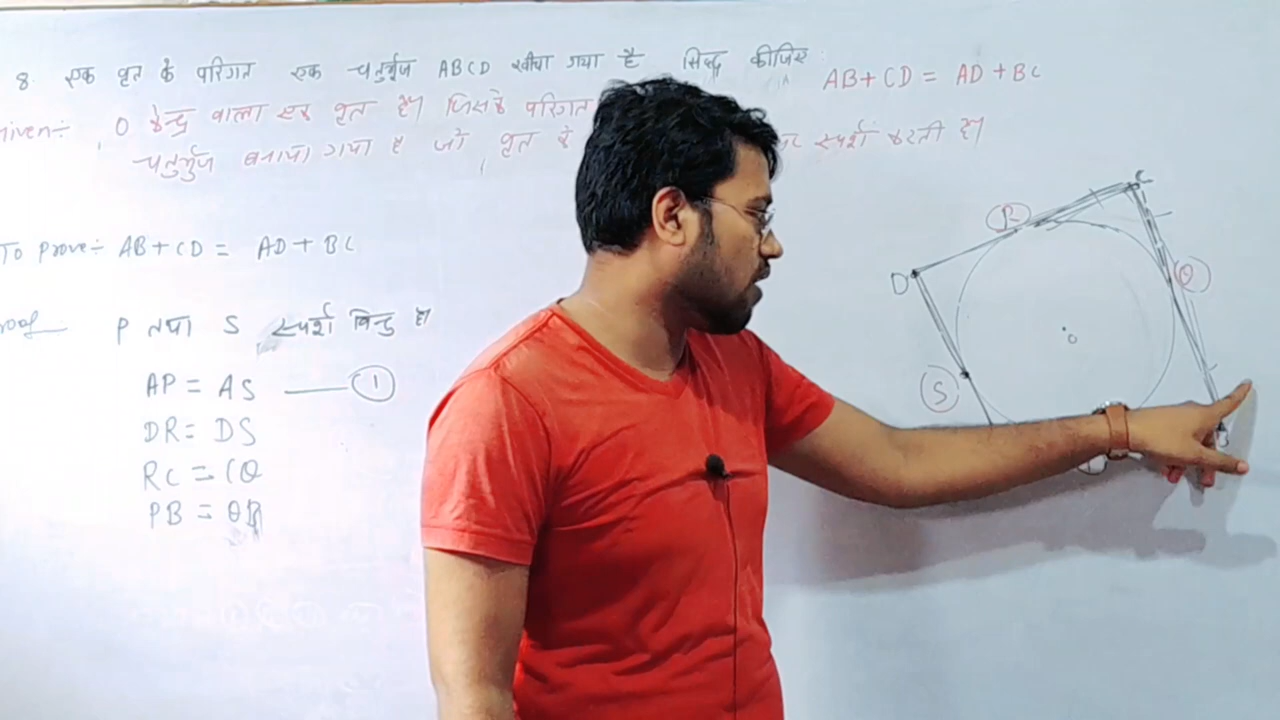 8. एक वृत के परिगत एक चतुर्भुज ABCD खींचा गया है सिद्ध कीजिए :
AB+CD = AD+BC
Given÷ O केन्द्र वाला एक वृत है। जिसके परिगत
चतुर्भुज बनाया गया है जो वृत के स्पर्श करती है।
To prove÷ AB+CD = AD+BC
Proof P तथा S स्पर्श बिन्दु है।
AP = AS ——— 1
DR = DS
RC = CQ
PB = QB
C
R
D
Q
O
S
B